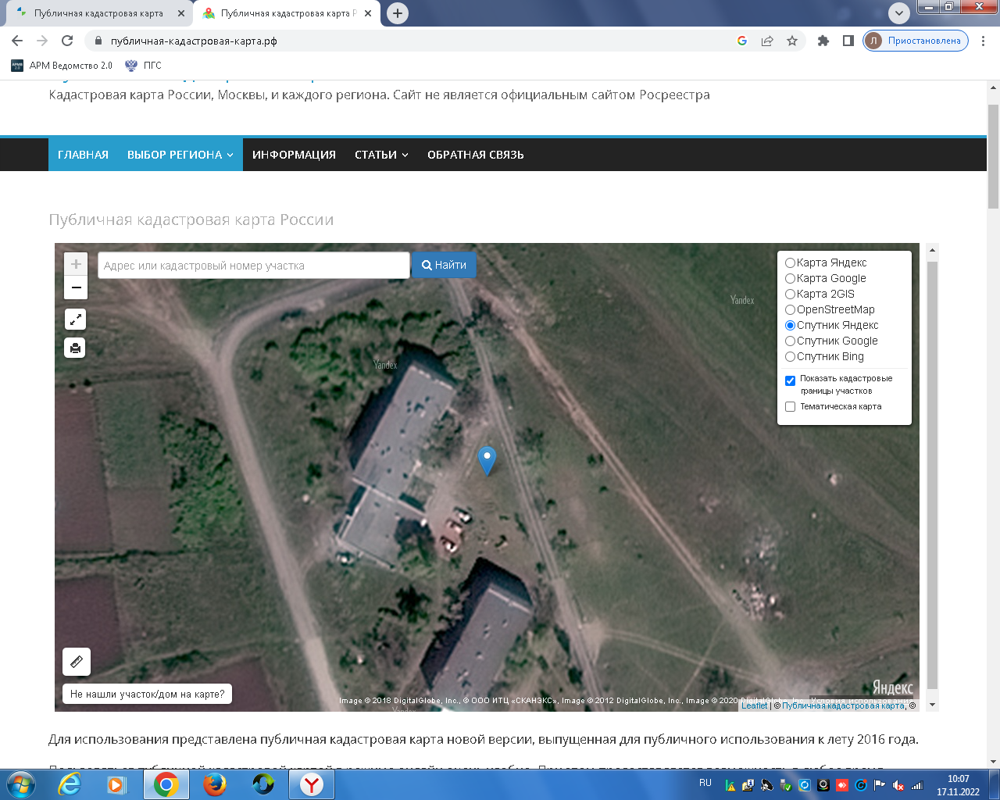 Публичная кадастровая карта
Публичная кадастровая карта Р
публичная-кадастровая-карта.рф
Л
Приостановлена
АРМ Ведомство 2.0
ПГС
Кадастровая карта России, Москвы, и каждого региона. Сайт не является официальным сайтом Росреестра
ГЛАВНАЯ
ВЫБОР РЕГИОНА
ИНФОРМАЦИЯ
СТАТЬИ
ОБРАТНАЯ СВЯЗЬ
Публичная кадастровая карта России
Адрес или кадастровый номер участка
Найти
Карта Яндекс
Карта Google
Карта 2GIS
OpenStreetMap
Спутник Яндекс
Спутник Google
Спутник Bing
Показать кадастровые
границы участков
Тематическая карта
Yandex
Yandex
Яндекс
Не нашли участок/дом на карте?
Image © 2018 DigitalGlobe, Inc., © ООО ИТЦ «СКАНЭКС», Image © 2012 DigitalGlobe, Inc., Image © 2020 DigitalGlobe, Inc. Условия использования
Leaflet | © Публичная кадастровая карта, ©
Для использования представлена публичная кадастровая карта новой версии, выпущенная для публичного использования к лету 2016 года.
RU
10:07
17.11.2022